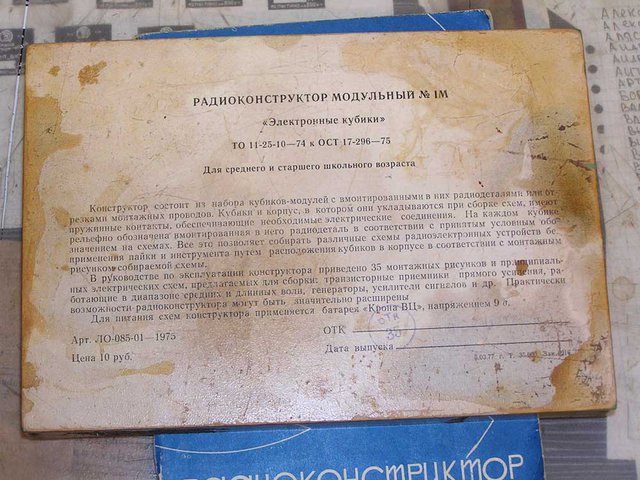 РАДИОКОНСТРУКТОР МОДУЛЬНЫЙ № 1М
«Электронные кубики»
ТО 11-25-10—74 к ОСТ 17-296—75
Для среднего и старшего школьного возраста
Конструктор состоит из набора кубиков-модулей с вмонтированными в них радиодеталями или от-
резками монтажных проводов. Кубики и корпус, в котором они укладываются при сборке схем, имеют
пружинные контакты, обеспечивающие необходимые электрические соединения. На каждом кубике
рельефно обозначена вмонтированная в него радиодеталь в соответствии с принятым условным обо-
значением на схемах. Все это позволяет собирать различные схемы радиоэлектронных устройств бе-
применения пайки и инструмента путем расположения кубиков в корпусе в соответствии с монтажным
рисунком собираемой схемы.
В руководстве по эксплуатации конструктора приведено 35 монтажных рисунков и принципиаль-
ных электрических схем, предлагаемых для сборки: транзисторные приемники прямого усиления, ра-
ботающие в диапазоне средних и длинных волн, генераторы, усилители сигналов и др. Практически
возможности радиоконструктора могут быть значительно расширены
Для питания схем конструктора применяется батарея «Крона-ВЦ», напряжением 9 в.
Арт. ЛО-085-01—1975
ОТК
Цена 10 руб.
Дата выпуска
РАДИОКОНСТРУКТОР